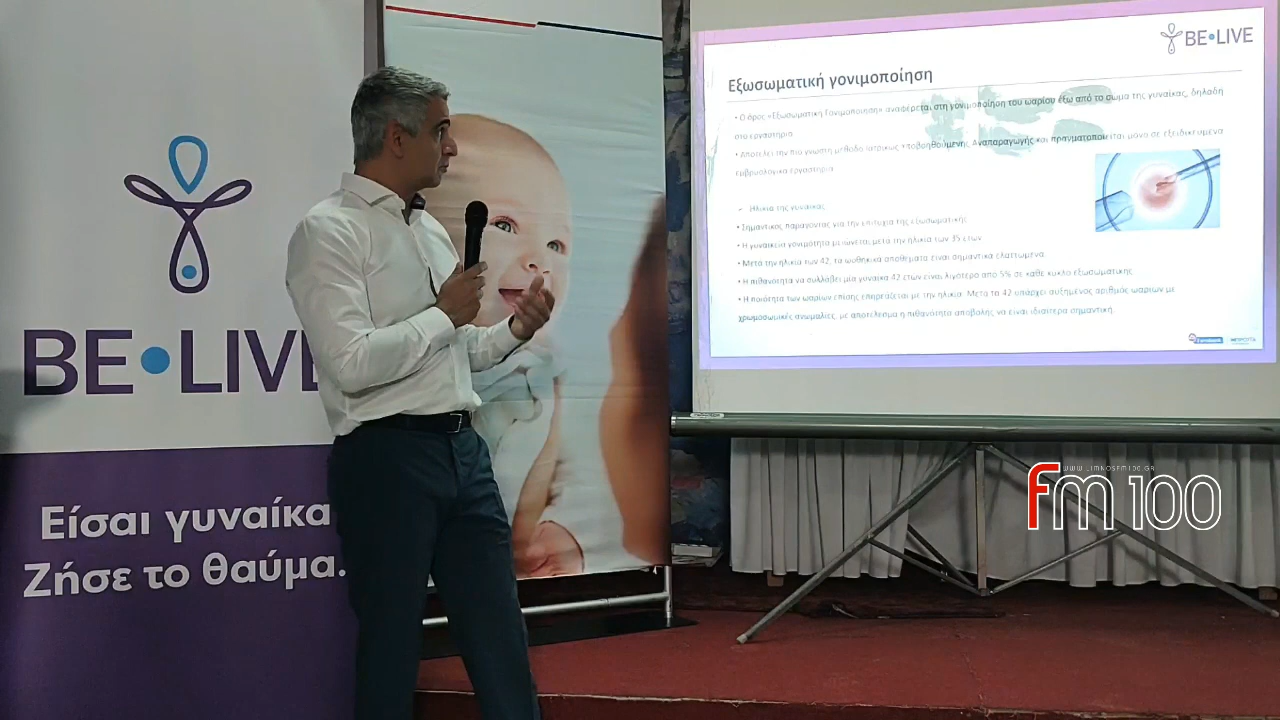 BE•LIVE
Εξωσωματική γονιμοποίηση
• Ο όρος «Εξωσωματική Γονιμοποίηση» αναφέρεται στη γονιμοποίηση του ωαρίου έξω από το σώμα της γυναίκας, δηλαδή
στο εργαστήριο
• Αποτελεί την πιο γνωστή μέθοδο Ιατρικώς Υποβοηθούμενης Αναπαραγωγής και πραγματοποιείται μόνο σε εξειδικευμένα
εμβρυολογικά εργαστήρια
✓ Ηλικία της γυναίκας
• Σημαντικός παράγοντας για την επιτυχία της εξωσωματικής
• Η γυναικεία γονιμότητα μειώνεται μετά την ηλικία των 35 ετών
• Μετά την ηλικία των 42, τα ωοθηκικά αποθέματα είναι σημαντικά ελαττωμένα
• Η πιθανότητα να συλλάβει μία γυναίκα 42 ετών είναι λιγότερο από 5% σε κάθε κύκλο εξωσωματικής
• Η ποιότητα των ωαρίων επίσης επηρεάζεται με την ηλικία. Μετά τα 42 υπάρχει αυξημένος αριθμός ωαρίων με
χρωμοσωμικές ανωμαλίες, με αποτέλεσμα η πιθανότητα αποβολής να είναι ιδιαίτερα σημαντική
BE•LIVE
Είσαι γυναίκα
Ζήσε το θαύμα.
WWW.LIMNOSFM100.GR
fm 100